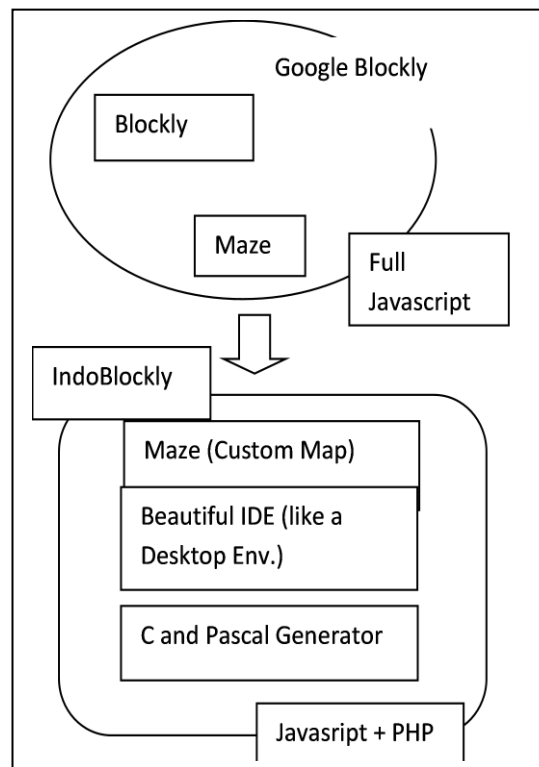 Google Blockly
Blockly
Maze
Full
Javascript
IndoBlockly
Maze (Custom Map)
Beautiful IDE (like a
Desktop Env.)
C and Pascal Generator
Javasript + PHP